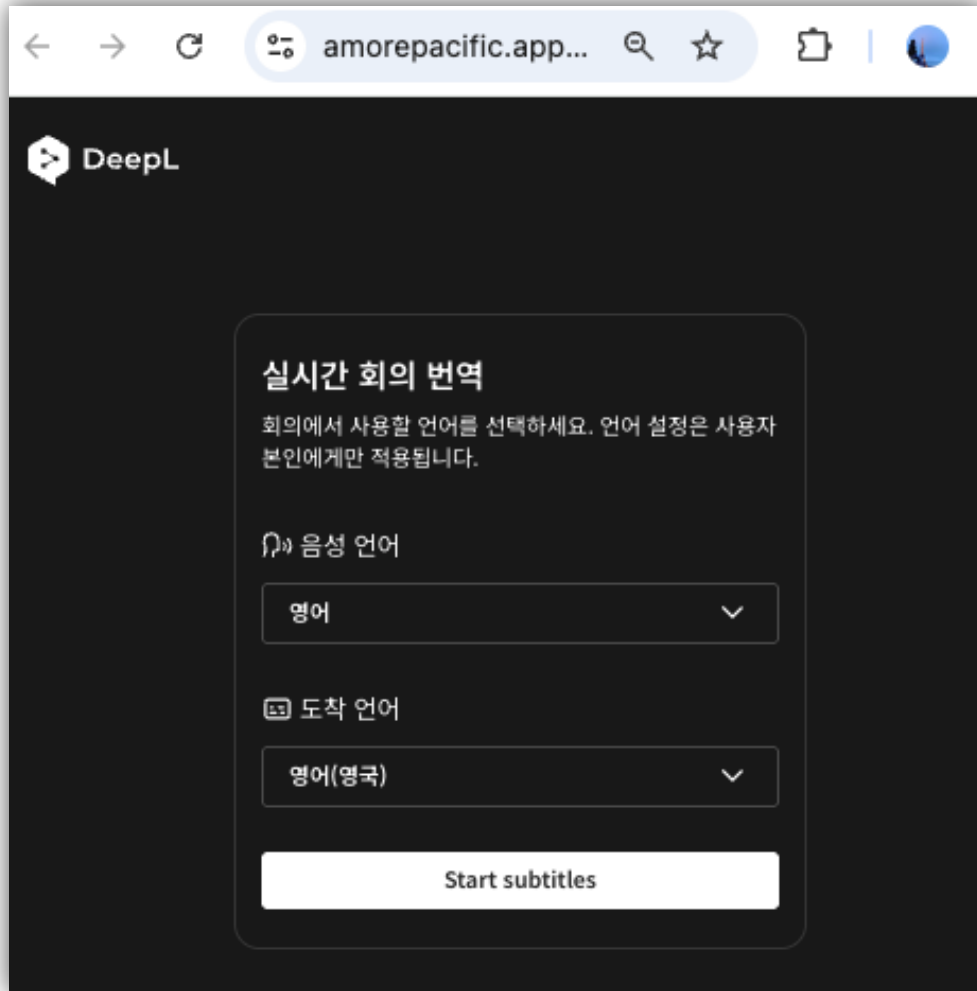 amorepacific.app...
DeepL
실시간 회의 번역
회의에서 사용할 언어를 선택하세요. 언어 설정은 사용자
본인에게만 적용됩니다.
음성 언어
영어
도착 언어
영어(영국)
Start subtitles